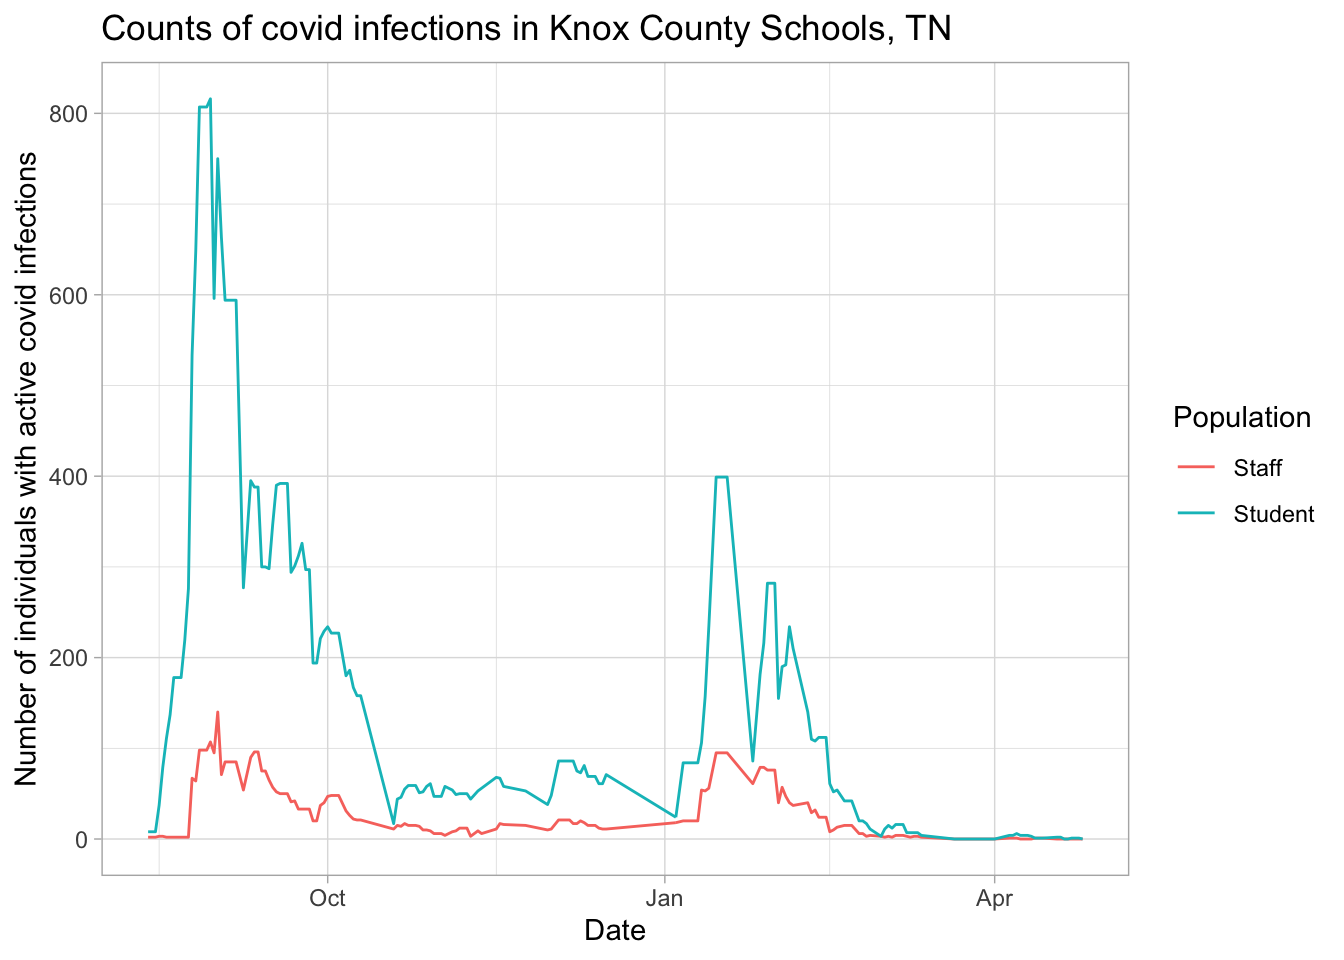 Counts of covid infections in Knox County Schools, TN
Number of individuals with active covid infections
800
600
400
200
0
Oct
Jan
Apr
Date
Population
Staff
Student